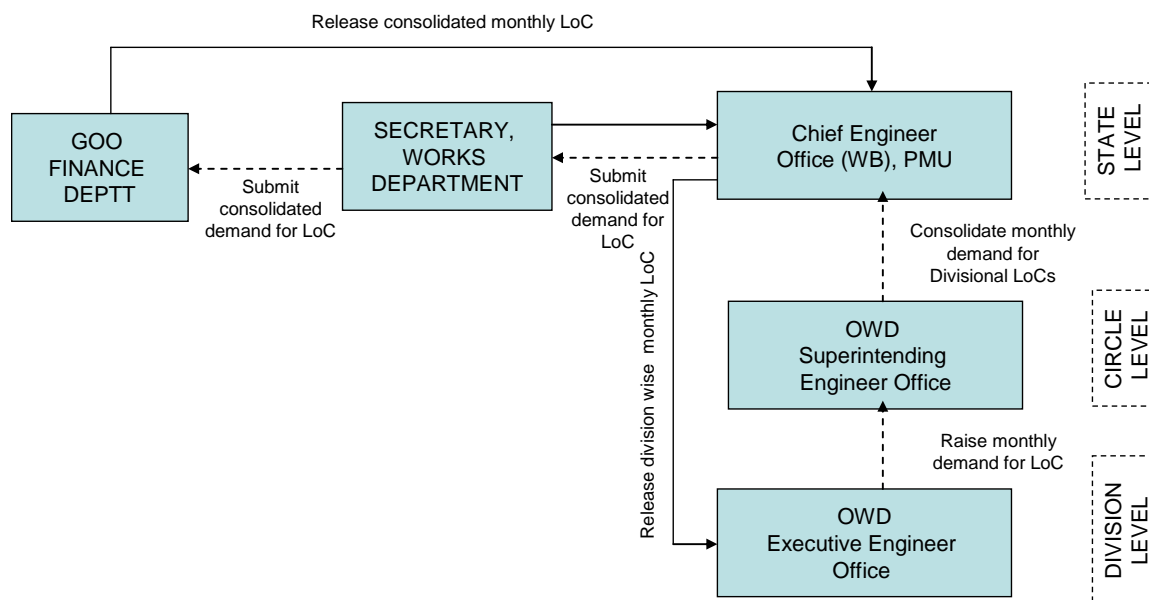 Release consolidated monthly LoC
GOO
FINANCE
DEPTT
SECRETARY,
WORKS
DEPARTMENT
Chief Engineer
Office (WB), PMU
STATE
LEVEL
Submit
consolidated
demand for LoC
Submit
consolidated
demand for
LoC
Consolidate monthly
demand for
Divisional LoCs
Release division wise monthly LoC
OWD
Superintending
Engineer Office
CIRCLE
LEVEL
Raise monthly
demand for LoC
OWD
Executive Engineer
Office
DIVISION
LEVEL